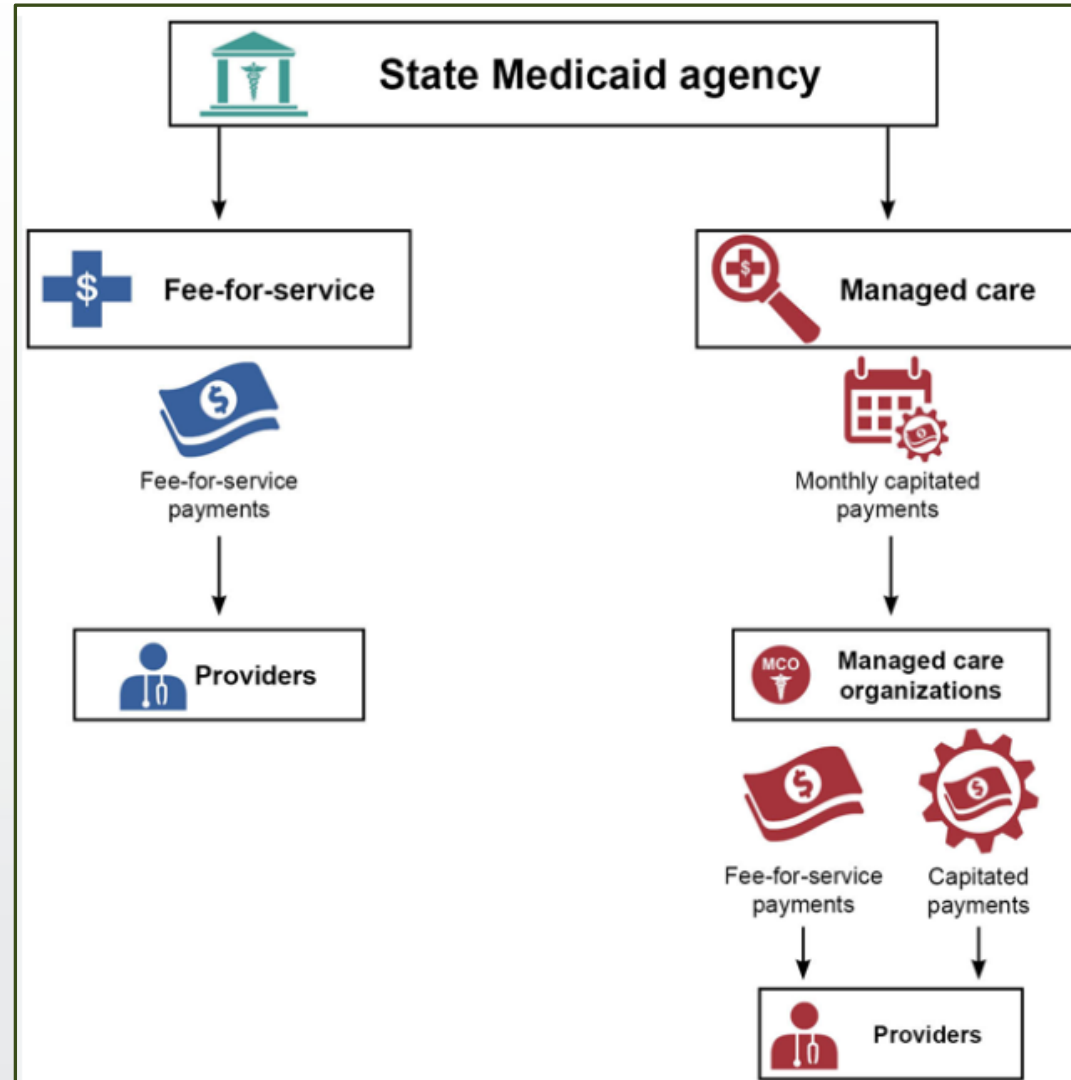 State Medicaid agency
$
Fee-for-service
$
Managed care
$
Fee-for-service
payments
Monthly capitated
payments
Providers
MCO
Managed care
organizations
$
$
Fee-for-service
payments
Capitated
payments
Providers